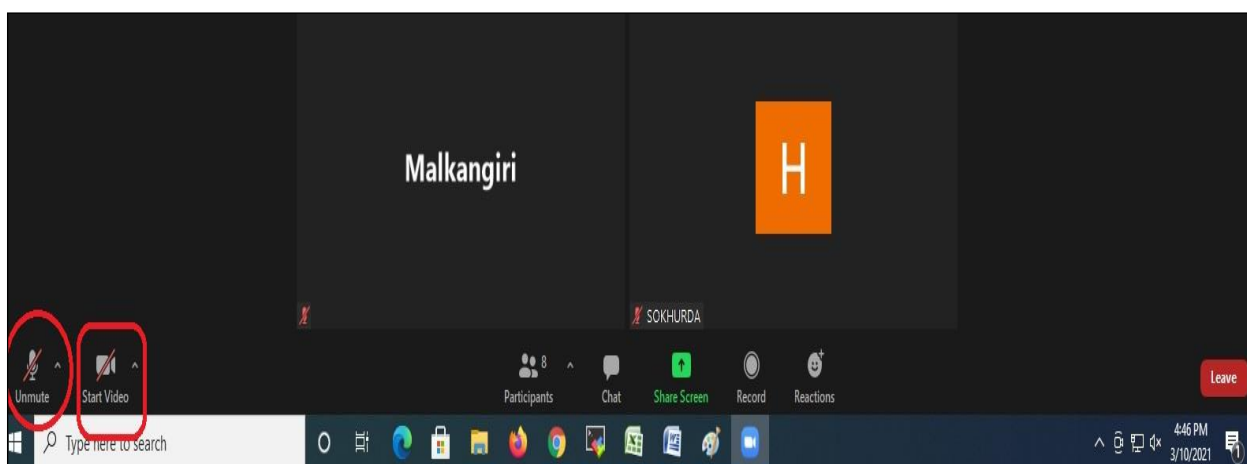 Malkangiri
H
SOKHURDA
Unmute
Start Video
8
Participants
Chat
Share Screen
Record
Reactions
Leave
Type here to search
4:46 PM
3/10/2021
1